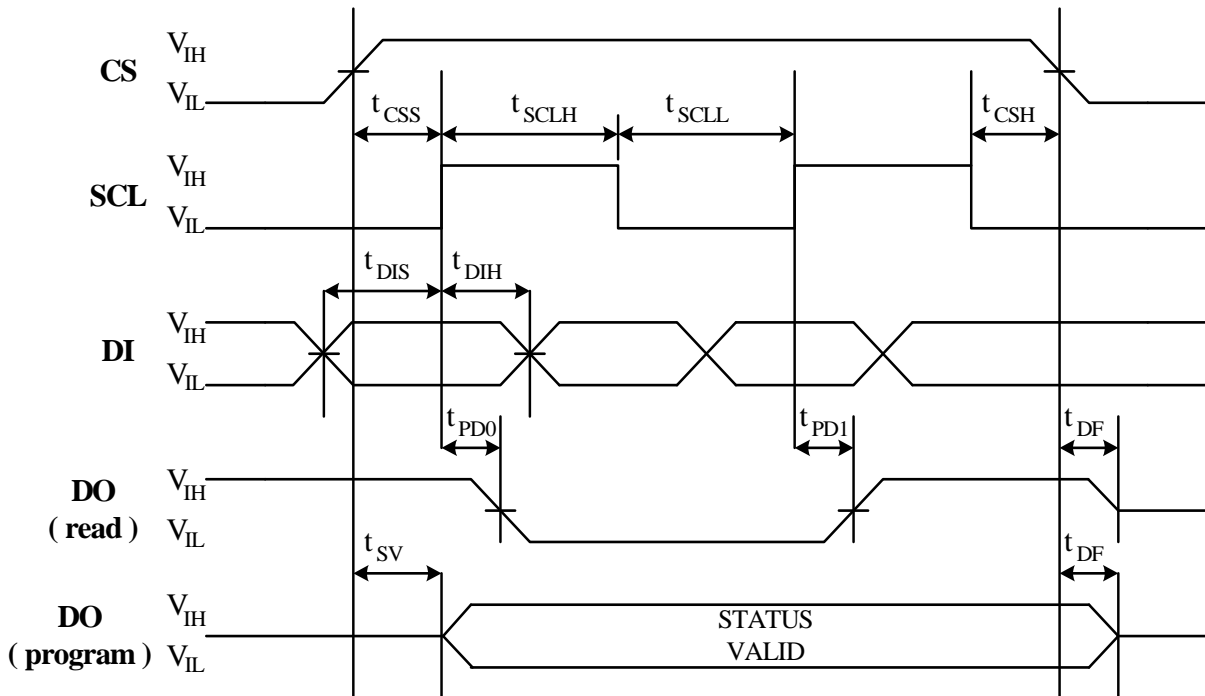 CS
V_IH
V_IL
t_CSS
t_SCLH
t_SCLL
t_CSH
SCL
V_IH
V_IL
t_DIS
t_DIH
DI
V_IH
V_IL
t_PD0
t_PD1
t_DF
DO
( read )
V_IH
V_IL
t_SV
t_DF
DO
( program )
V_IH
V_IL
STATUS
VALID